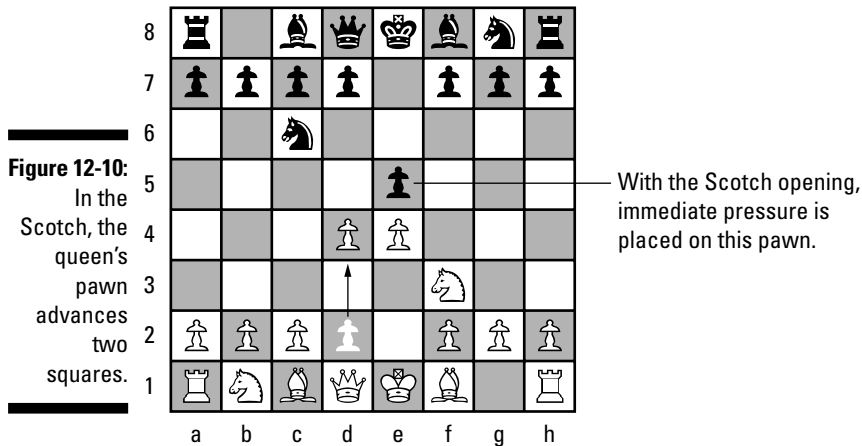 Figure 12-10:
In the
Scotch, the
queen's
pawn
advances
two
squares.
8
7
6
5
4
3
2
1
a b c d e f g h
With the Scotch opening,
immediate pressure is
placed on this pawn.